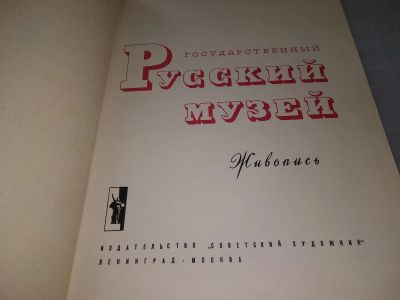 ГОСУДАРСТВЕННЫЙ
РУССКИЙ
МУЗЕЙ
Живопись
ИЗДАТЕЛЬСТВО „СОВЕТСКИЙ ХУДОЖНИК"
ЛЕНИНГРАД · МОСКВА